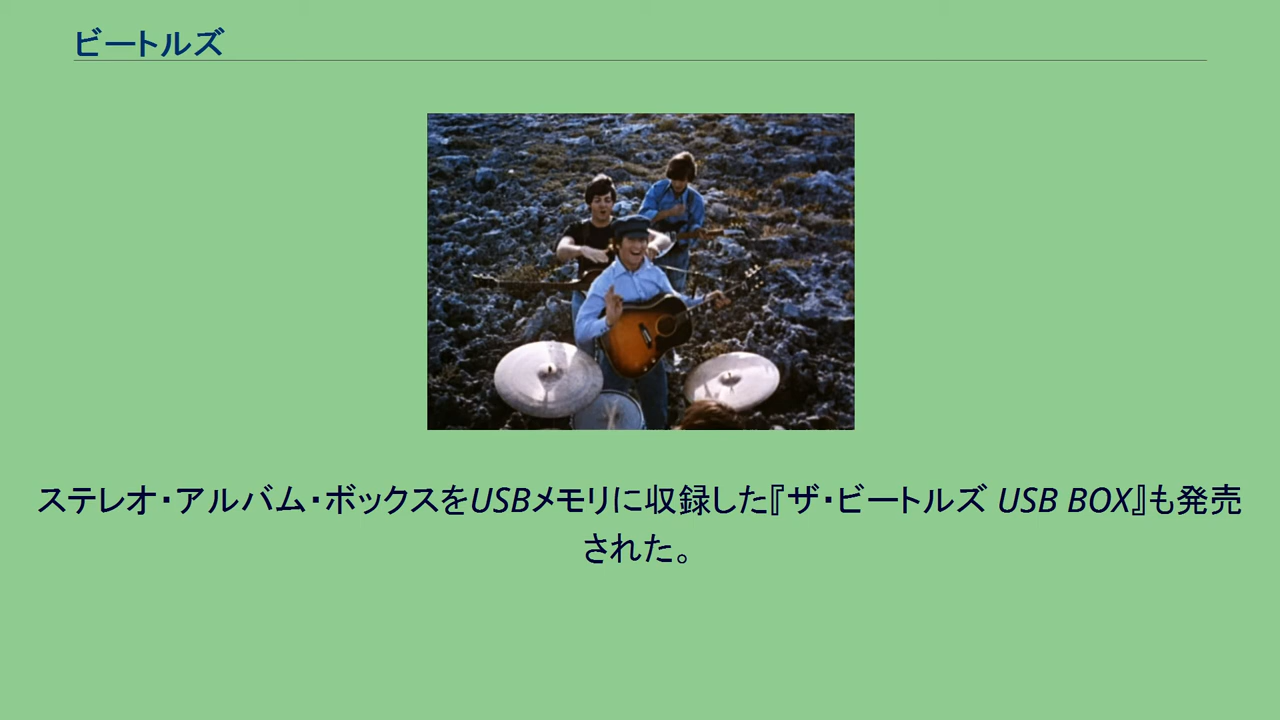 ビートルズ
ステレオ・アルバム・ボックスをUSBメモリに収録した『ザ・ビートルズ USB BOX』も発売
された。